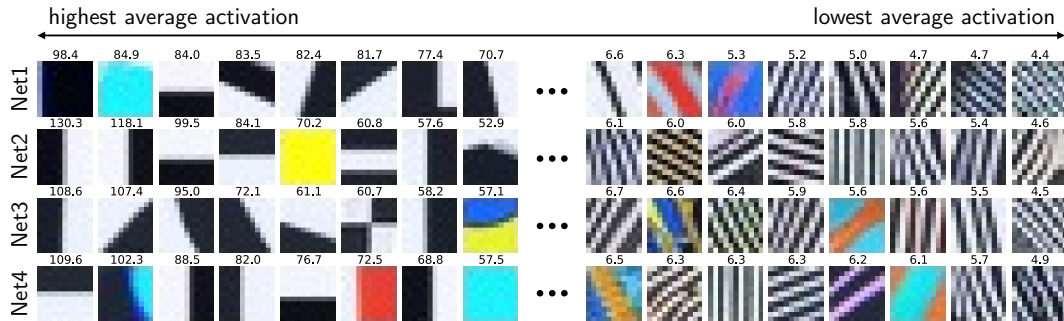 highest average activation lowest average activation
98.4 84.9 84.0 83.5 82.4 81.7 77.4 70.7 6.6 6.3 5.3 5.2 5.0 4.7 4.7 4.4
Net1 •••
130.3 118.1 99.5 84.1 70.2 60.8 57.6 52.9 6.1 6.0 6.0 5.8 5.8 5.6 5.4 4.6
Net2 •••
108.6 107.4 95.0 72.1 61.1 60.7 58.2 57.1 6.7 6.6 6.4 5.9 5.6 5.6 5.5 4.5
Net3 •••
109.6 102.3 88.5 82.0 76.7 72.5 68.8 57.5 6.5 6.3 6.3 6.3 6.2 6.1 5.7 4.9
Net4 •••